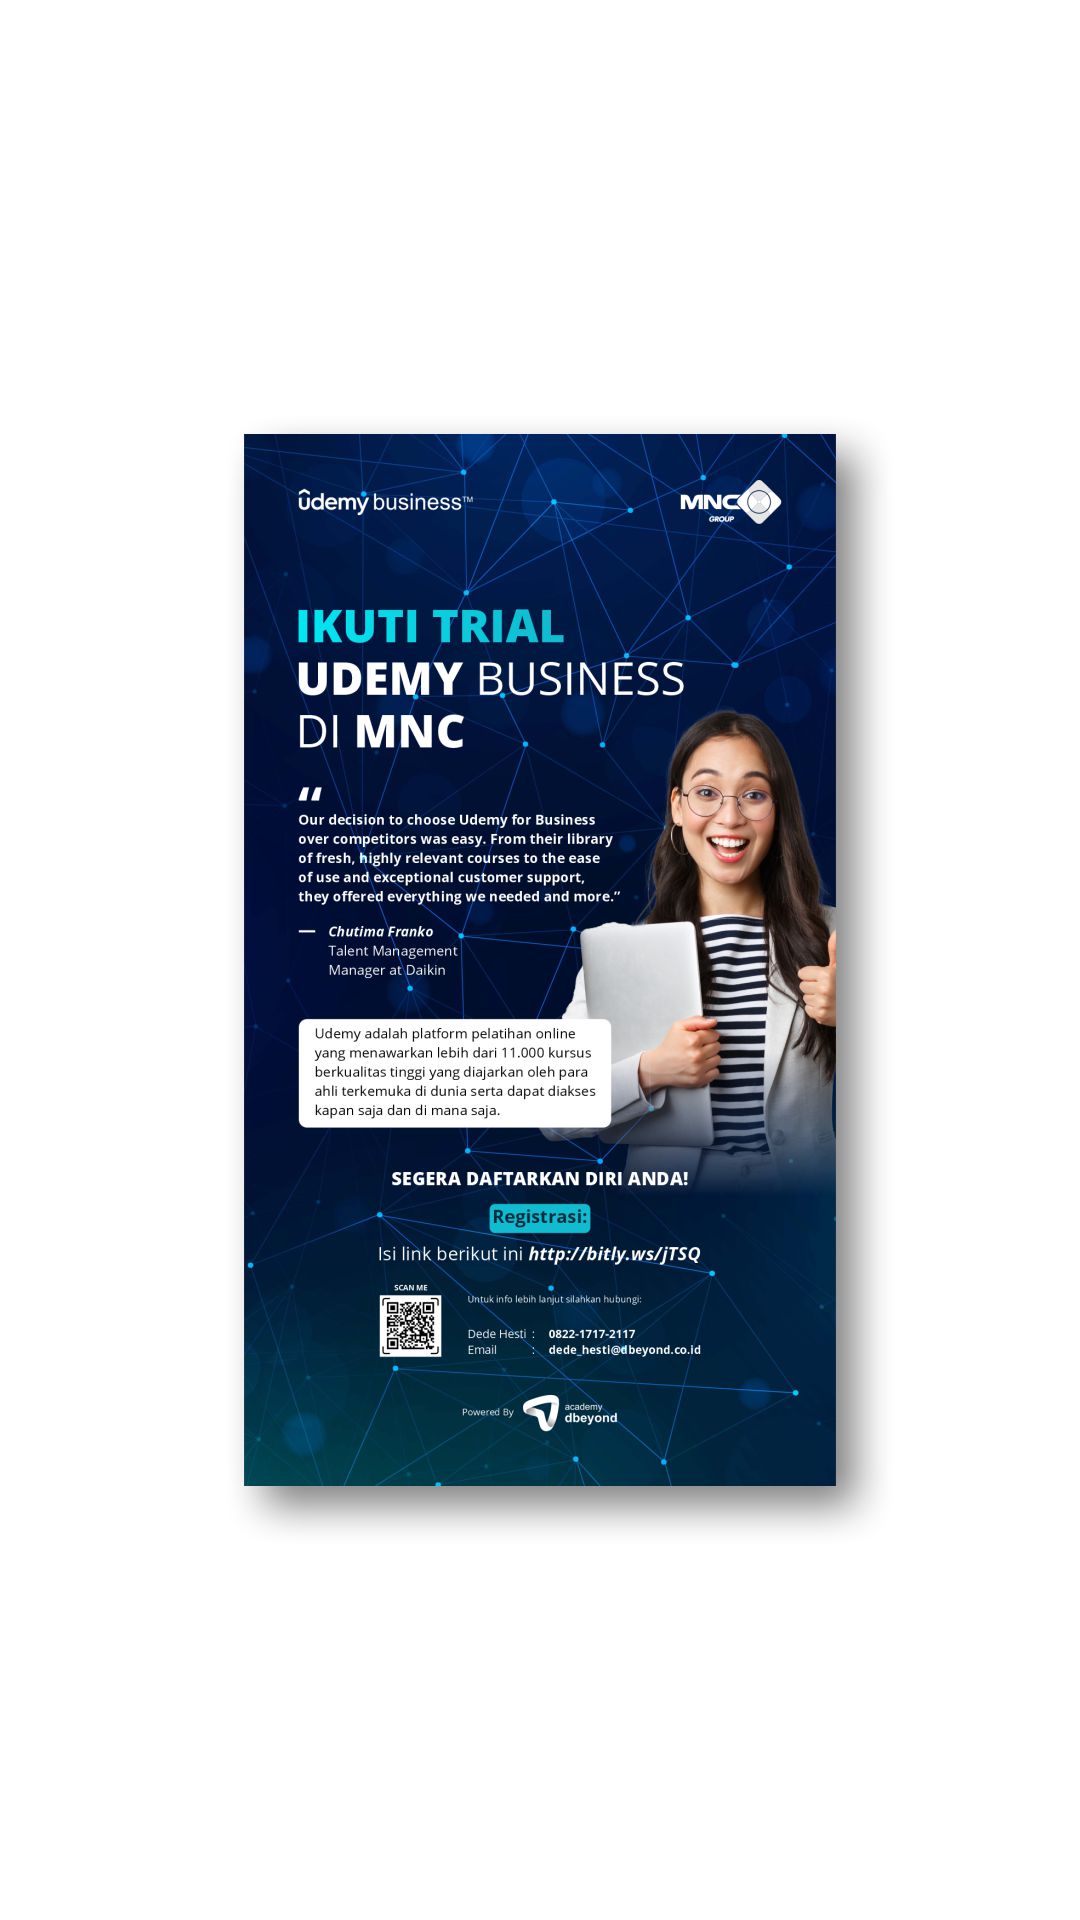 udemy business™
MNC
GROUP
IKUTI TRIAL
UDEMY BUSINESS
DI MNC
“
Our decision to choose Udemy for Business
over competitors was easy. From their library
of fresh, highly relevant courses to the ease
of use and exceptional customer support,
they offered everything we needed and more.”
— Chutima Franko
Talent Management
Manager at Daikin
Udemy adalah platform pelatihan online
yang menawarkan lebih dari 11.000 kursus
berkualitas tinggi yang diajarkan oleh para
ahli terkemuka di dunia serta dapat diakses
kapan saja dan di mana saja.
SEGERA DAFTARKAN DIRI ANDA!
Registrasi:
Isi link berikut ini http://bitly.ws/jTSQ
SCAN ME
Untuk info lebih lanjut silahkan hubungi:
Dede Hesti : 0822-1717-2117
Email : dede_hesti@dbeyond.co.id
Powered By
academy
dbeyond